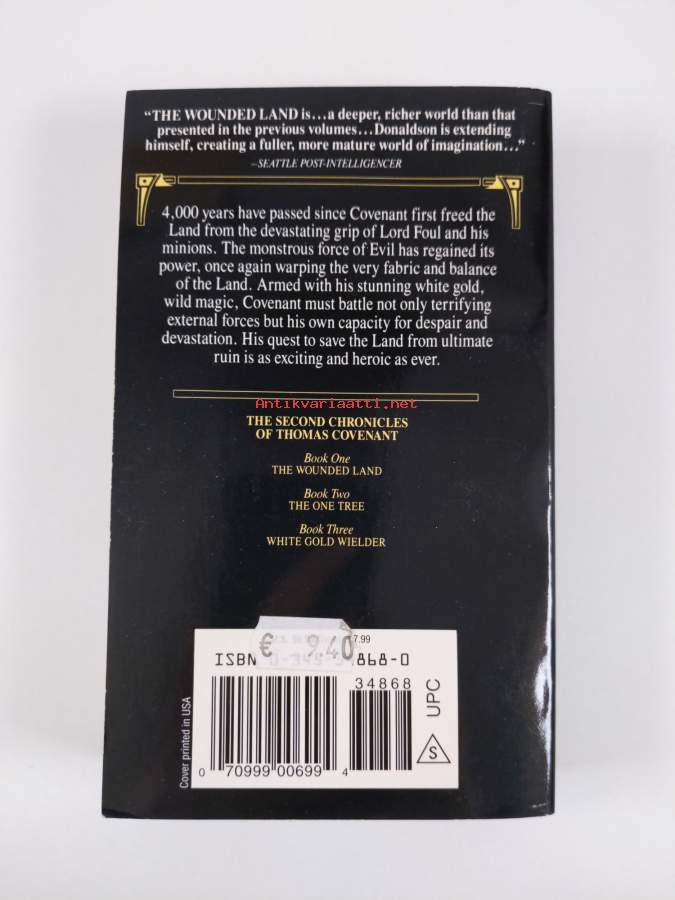 “THE WOUNDED LAND is...a deeper, richer world than that
presented in the previous volumes...Donaldson is extending
himself, creating a fuller, more mature world of imagination...”
–SEATTLE POST-INTELLIGENCER
4,000 years have passed since Covenant first freed the
Land from the devastating grip of Lord Foul and his
minions. The monstrous force of Evil has regained its
power, once again warping the very fabric and balance
of the Land. Armed with his stunning white gold,
wild magic, Covenant must battle not only terrifying
external forces but his own capacity for despair and
devastation. His quest to save the Land from ultimate
ruin is as exciting and heroic as ever.
Antikvariaatti.net
THE SECOND CHRONICLES
OF THOMAS COVENANT
Book One
THE WOUNDED LAND
Book Two
THE ONE TREE
Book Three
WHITE GOLD WIELDER
€ 9.40
7.99
ISBN 868-0
34868
Cover printed in USA
0 70999 00699 4
UPC
S